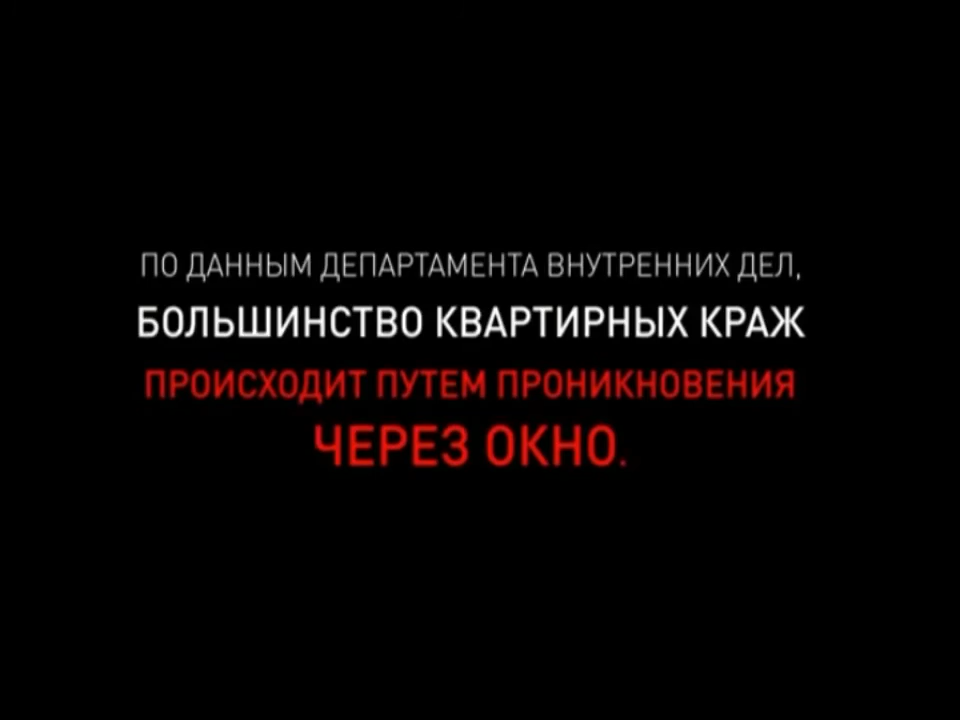 ПО ДАННЫМ ДЕПАРТАМЕНТА ВНУТРЕННИХ ДЕЛ,
БОЛЬШИНСТВО КВАРТИРНЫХ КРАЖ
ПРОИСХОДИТ ПУТЕМ ПРОНИКНОВЕНИЯ
ЧЕРЕЗ ОКНО.